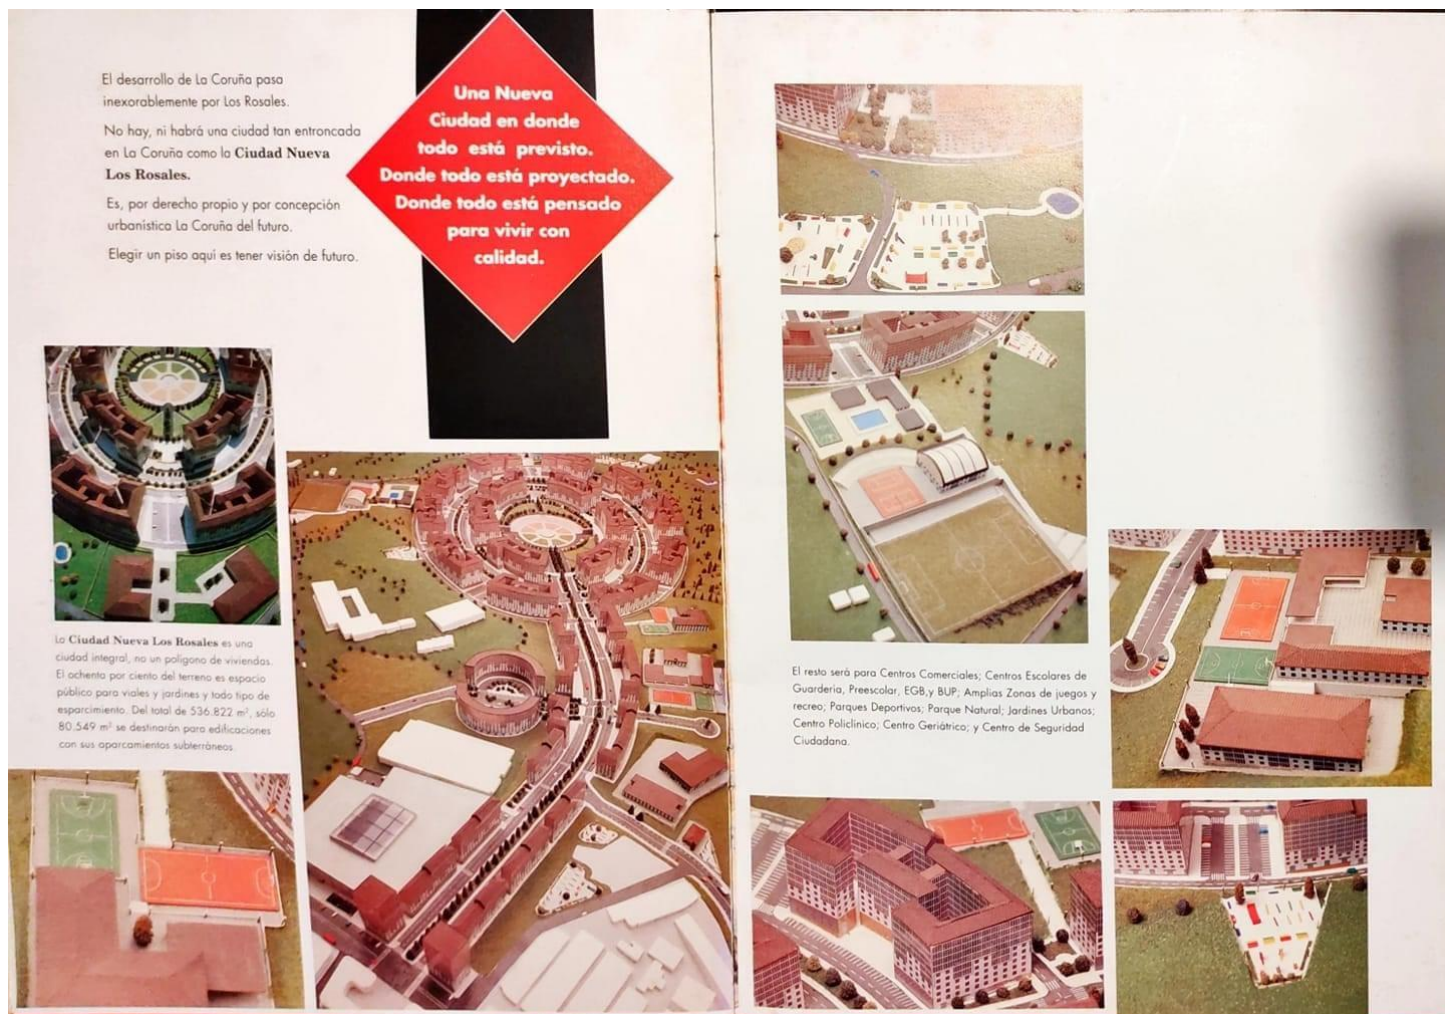 El desarrollo de La Coruña pasa
inexorablemente por Los Rosales.
No hay, ni habrá una ciudad tan entroncada
en La Coruña como la Ciudad Nueva
Los Rosales.
Es, por derecho propio y por concepción
urbanística La Coruña del futuro.
Elegir un piso aquí es tener visión de futuro.
Una Nueva
Ciudad en donde
todo está previsto.
Donde todo está proyectado.
Donde todo está pensado
para vivir con
calidad.
La Ciudad Nueva Los Rosales es una
ciudad integral, no un polígono de viviendas.
El ochenta por ciento del terreno es espacio
público para viales y jardines y todo tipo de
esparcimiento. Del total de 536.822 m², sólo
80.549 m² se destinarán para edificaciones
con sus aparcamientos subterráneos.
El resto será para Centros Comerciales; Centros Escolares de
Guardería, Preescolar, EGB,y BUP; Amplias Zonas de juegos y
recreo; Parques Deportivos; Parque Natural; Jardines Urbanos;
Centro Policlínico; Centro Geriátrico; y Centro de Seguridad
Ciudadana.